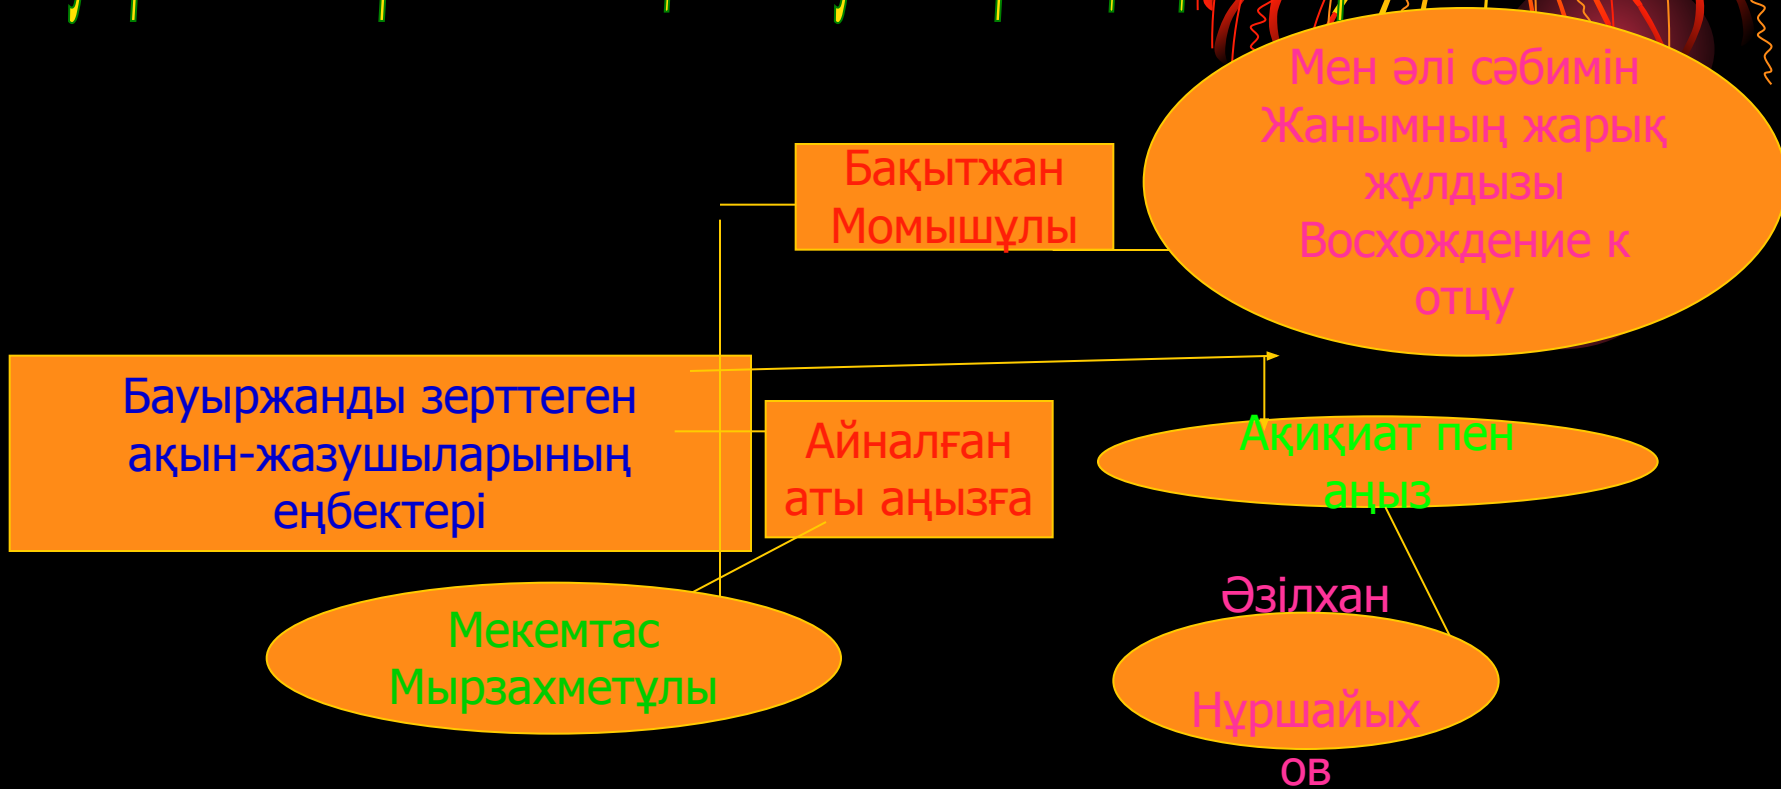 Мен әлі сәбимін
Жанымның жарық
жұлдызы
Восхождение к
отцу
Бақытжан
Момышұлы
Бауыржанды зерттеген
ақын-жазушыларының
еңбектері
Айналған
аты аңызға
Ақиқиат пен
аңыз
Мекемтас
Мырзахметұлы
Әзілхан
Нұршайых
ов